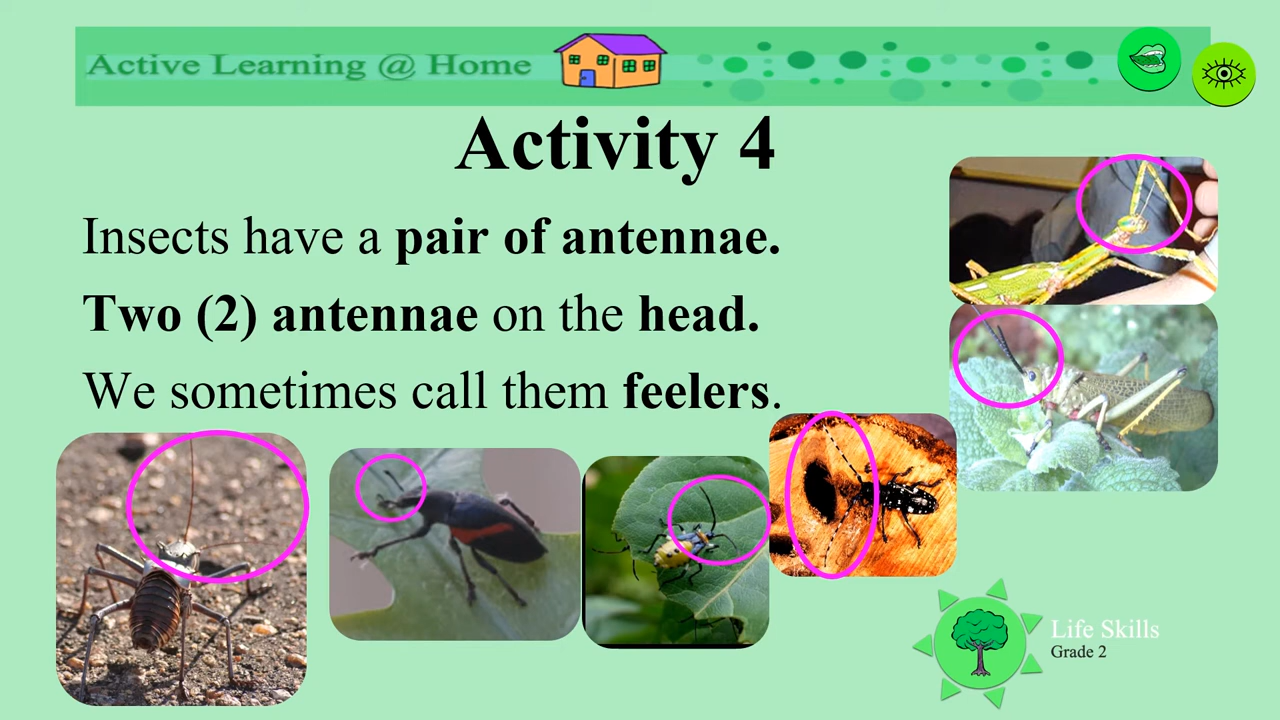 Active Learning @ Home
Activity 4
Insects have a pair of antennae.
Two (2) antennae on the head.
We sometimes call them feelers.
Life Skills
Grade 2